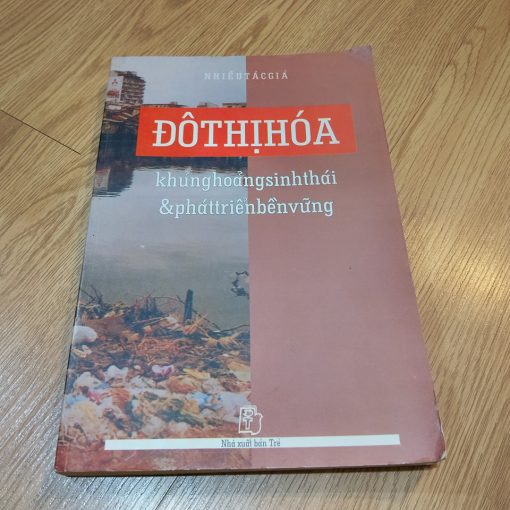 NHIỀUTÁCGIẢ
ĐÔTHỊHÓA
khủnghoảngsinhthái
&pháttriểnbềnvững
Nhà xuất bản Trẻ